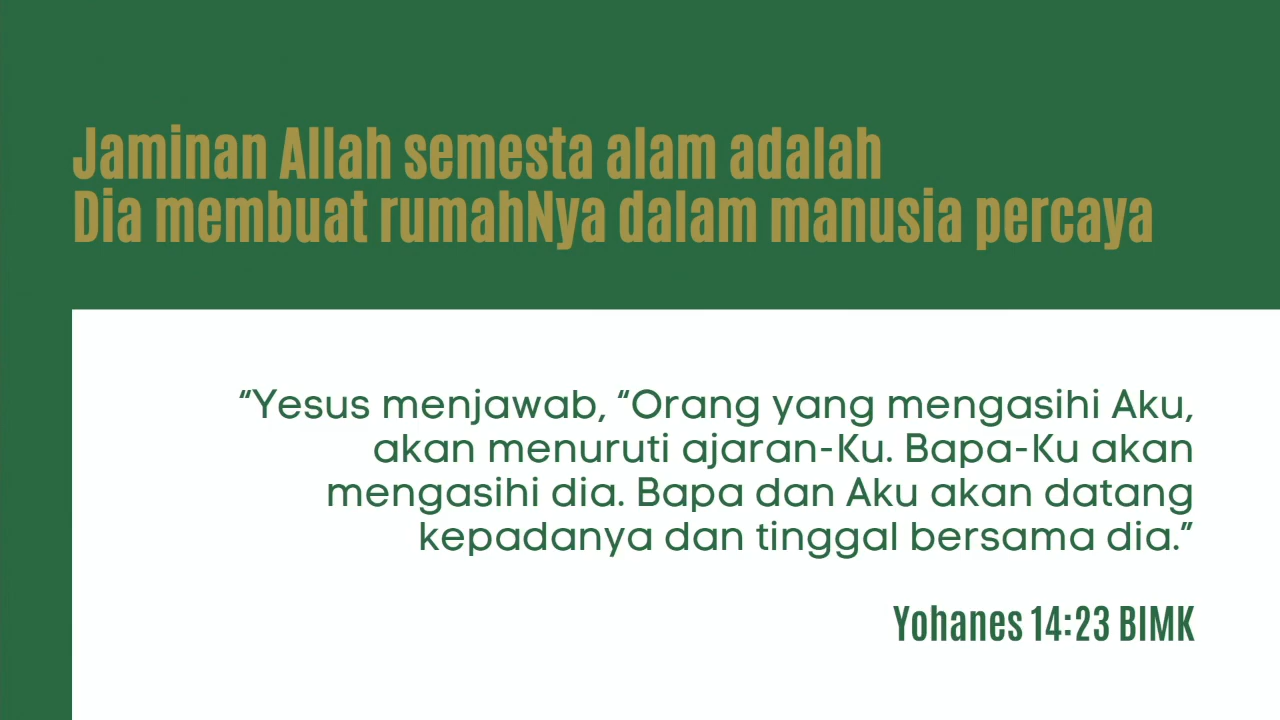 Jaminan Allah semesta alam adalah
Dia membuat rumahNya dalam manusia percaya
“Yesus menjawab, “Orang yang mengasihi Aku,
akan menuruti ajaran-Ku. Bapa-Ku akan
mengasihi dia. Bapa dan Aku akan datang
kepadanya dan tinggal bersama dia.”
Yohanes 14:23 BIMK